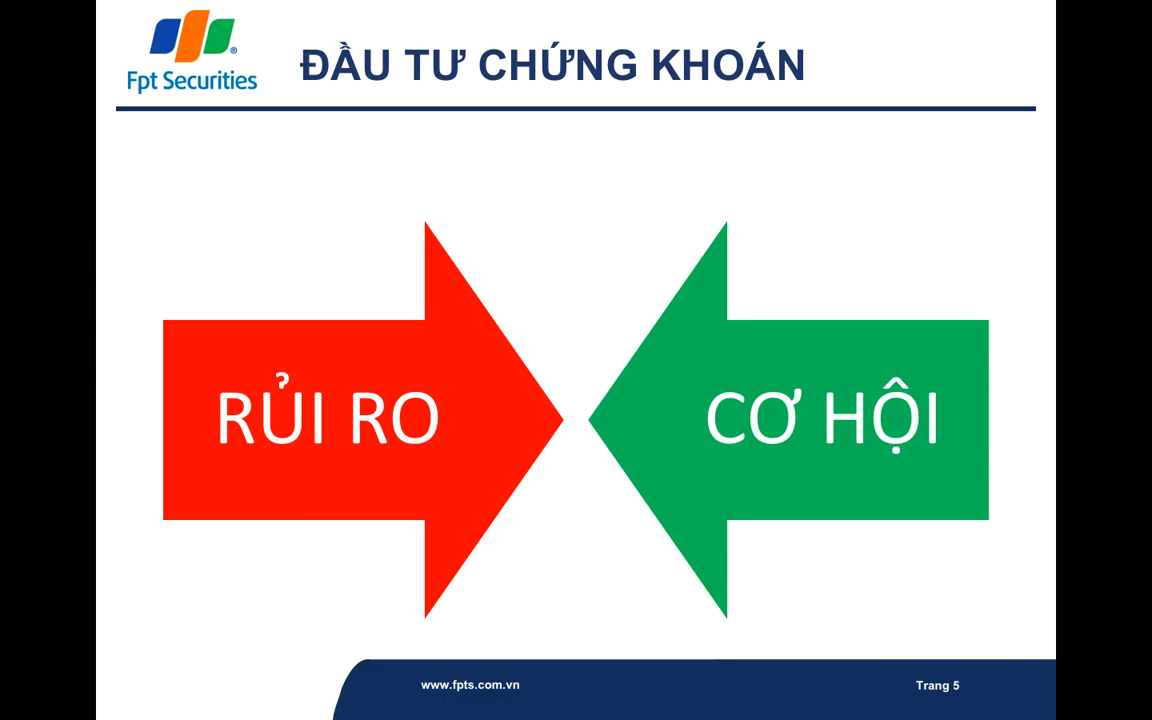 Fpt Securities
ĐẦU TƯ CHỨNG KHOÁN
RỦI RO
CƠ HỘI
www.fpts.com.vn
Trang 5